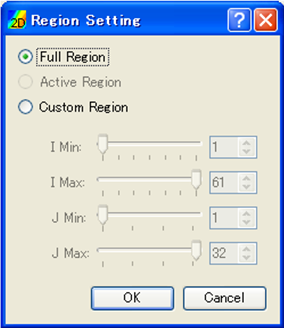 2D Region Setting
Full Region
Active Region
Custom Region
I Min: 1
I Max: 61
J Min: 1
J Max: 32
OK Cancel